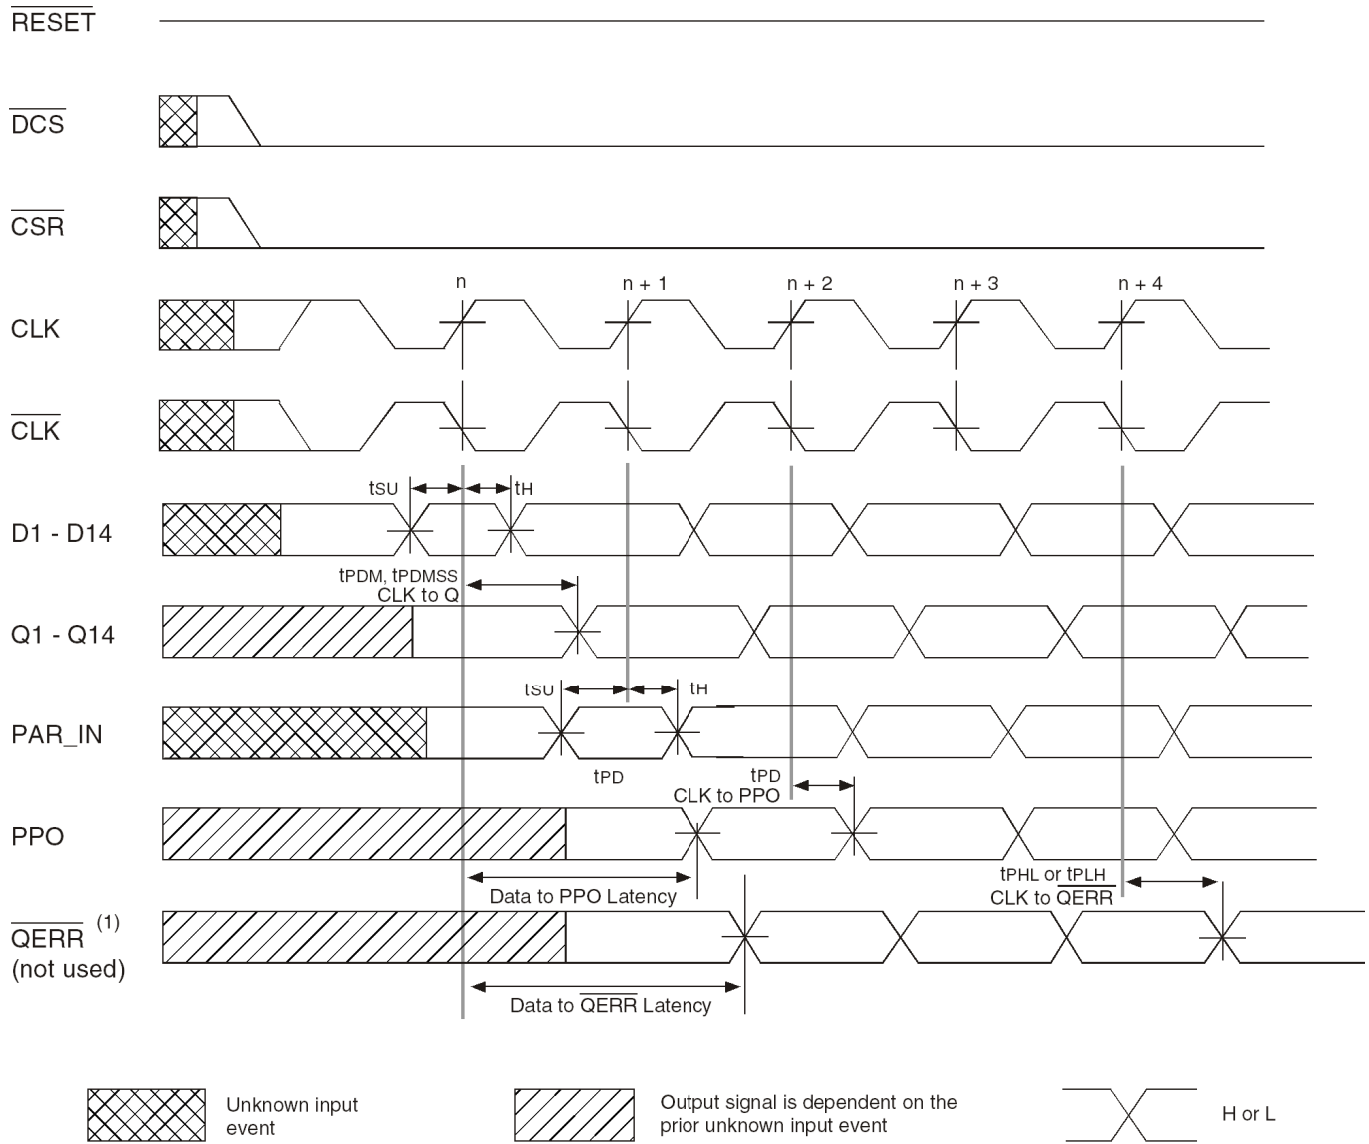 RESET
DCS
CSR
n
n + 1
n + 2
n + 3
n + 4
CLK
CLK
tSU
tH
D1 - D14
tPDM, tPDMSS
CLK to Q
Q1 - Q14
tSU
tH
PAR_IN
tPD
tPD
CLK to PPO
PPO
tPHL or tPLH
CLK to QERR
Data to PPO Latency
QERR (1)
(not used)
Data to QERR Latency
Unknown input
event
Output signal is dependent on the
prior unknown input event
H or L